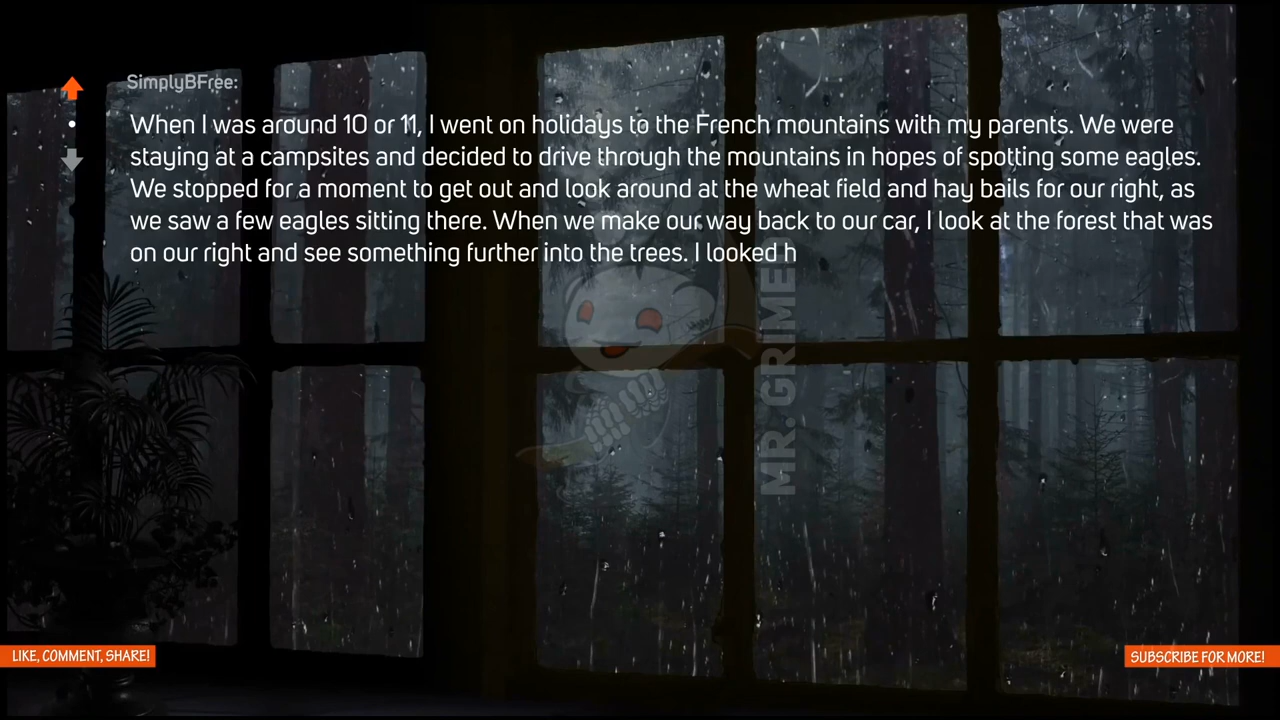 SimplyBFree:
When I was around 10 or 11, I went on holidays to the French mountains with my parents. We were
staying at a campsites and decided to drive through the mountains in hopes of spotting some eagles.
We stopped for a moment to get out and look around at the wheat field and hay bails for our right, as
we saw a few eagles sitting there. When we make our way back to our car, I look at the forest that was
on our right and see something further into the trees. I looked h
MR. GRIME
LIKE, COMMENT, SHARE!
SUBSCRIBE FOR MORE!